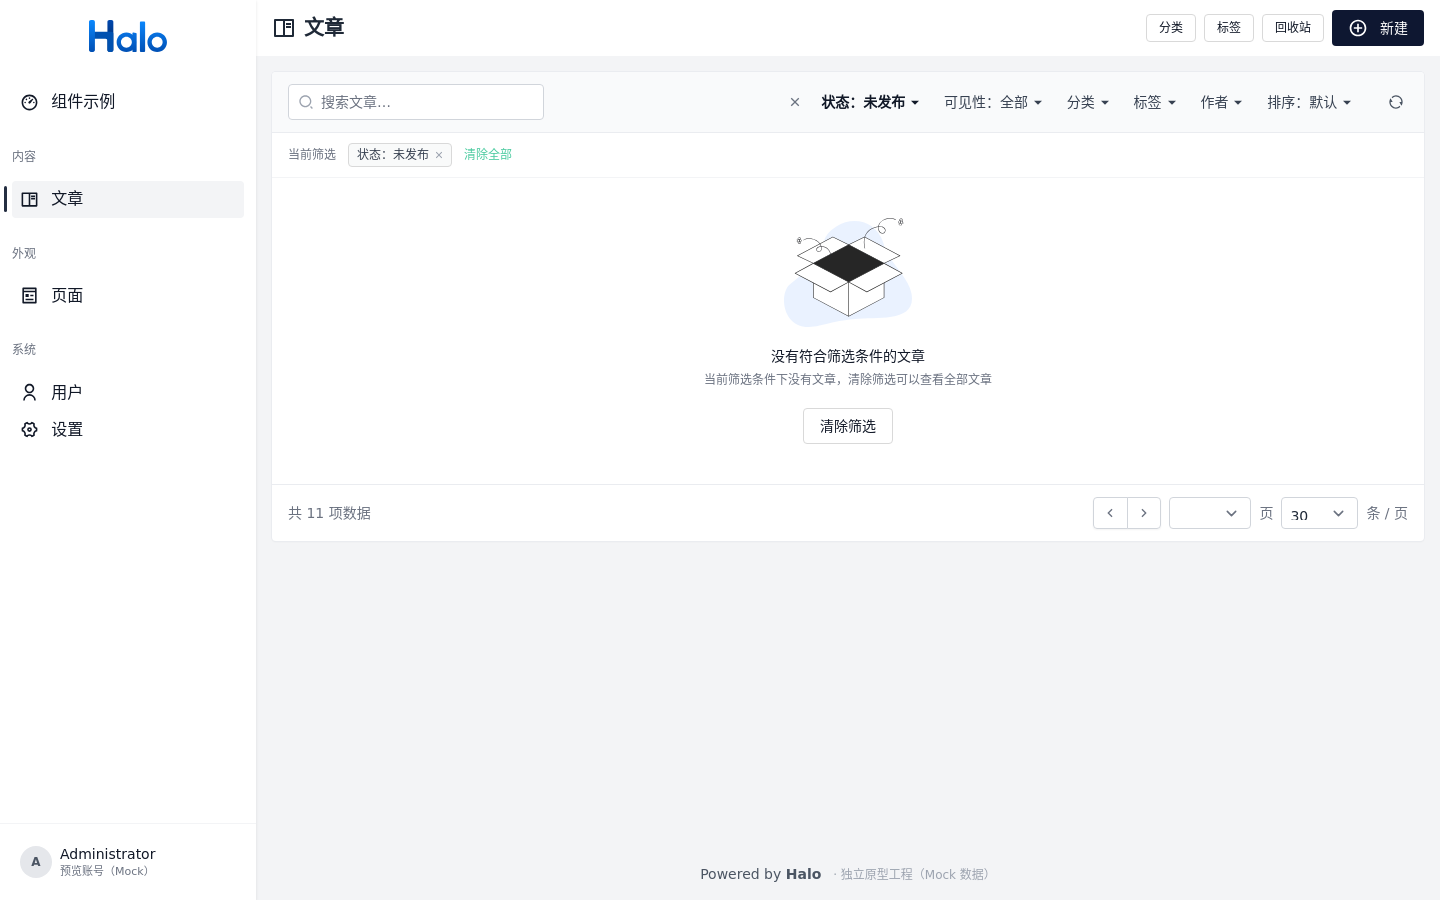 Halo
组件示例
内容
文章
外观
页面
系统
用户
设置
A
Administrator
预览账号（Mock）
文章
分类
标签
回收站
新建
搜索文章...
状态：未发布
可见性：全部
分类
标签
作者
排序：默认
当前筛选
状态：未发布
清除全部
没有符合筛选条件的文章
当前筛选条件下没有文章，清除筛选可以查看全部文章
清除筛选
共 11 项数据
页
30
条 / 页
Powered by Halo · 独立原型工程（Mock 数据）